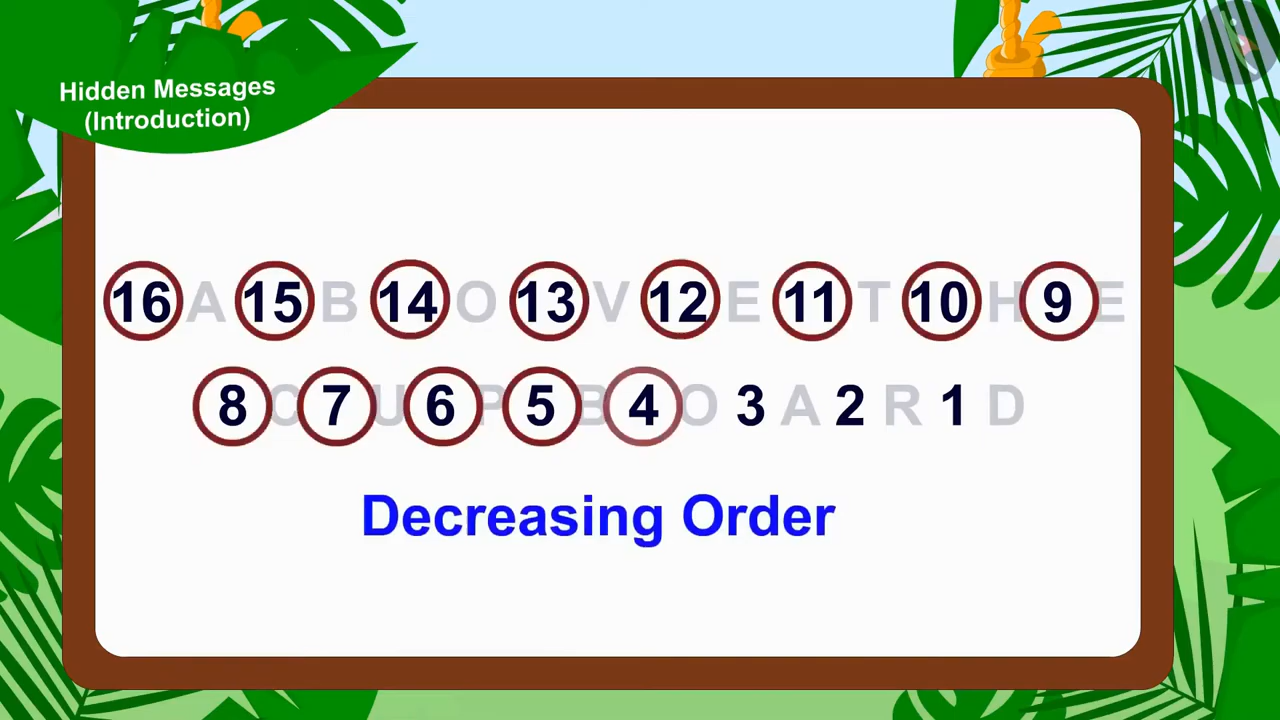 Hidden Messages
(Introduction)
16 A 15 B 14 O 13 V 12 E 11 T 10 H 9 E
8 C 7 U 6 P 5 B 4 O 3 A 2 R 1 D
Decreasing Order